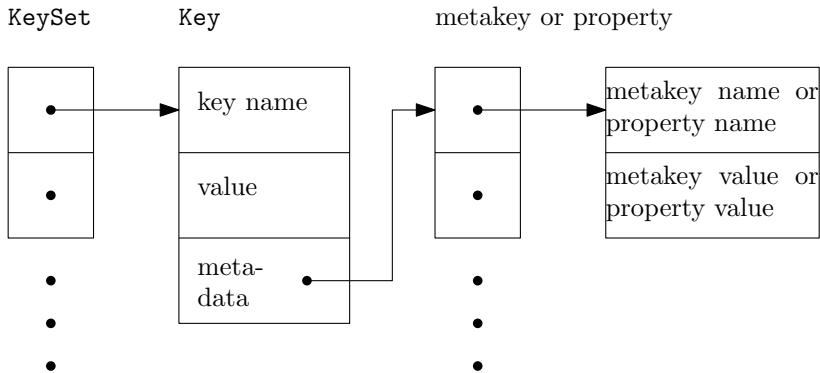 KeySet
Key
metakey or property
key name
value
meta-
data
metakey name or
property name
metakey value or
property value